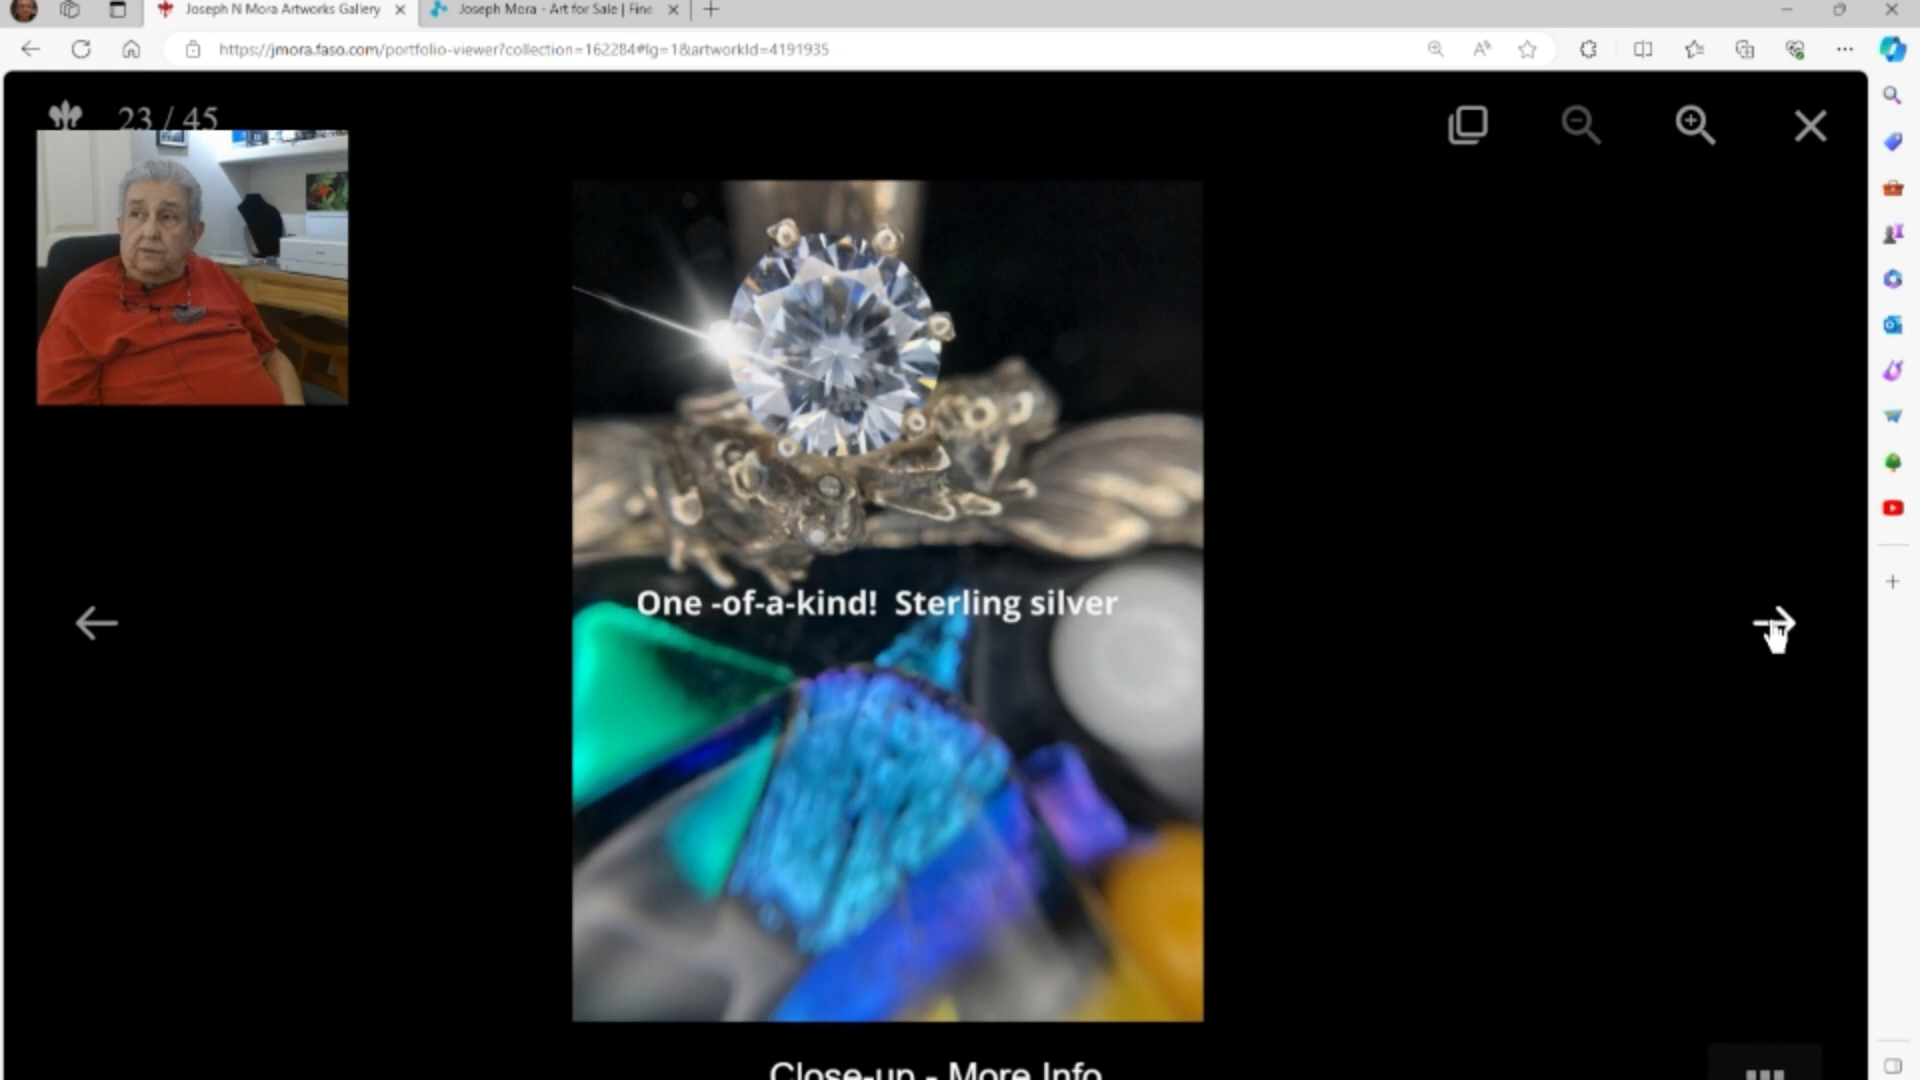 Joseph N Mora Artworks Gallery
Joseph Mora - Art for Sale | Fine
https://jmora.faso.com/portfolio-viewer?collection=162284#lg=1&artworkId=4191935
23 / 45
One -of-a-kind!  Sterling silver
Close-up - More Info